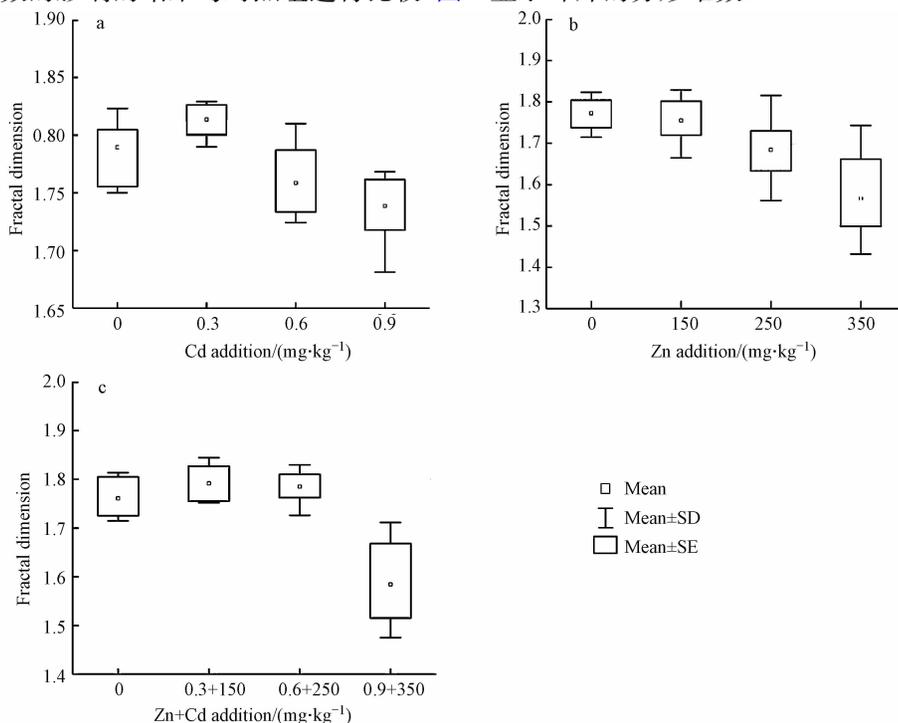 a
1.90
1.85
0.80
1.75
1.70
1.65
Fractal dimension
0 0.3 0.6 0.9
Cd addition/(mg·kg⁻¹)
b
2.0
1.9
1.8
1.7
1.6
1.5
1.4
1.3
Fractal dimension
0 150 250 350
Zn addition/(mg·kg⁻¹)
c
2.0
1.9
1.8
1.7
1.6
1.5
1.4
Fractal dimension
0 0.3+150 0.6+250 0.9+350
Zn+Cd addition/(mg·kg⁻¹)
Mean
Mean±SD
Mean±SE